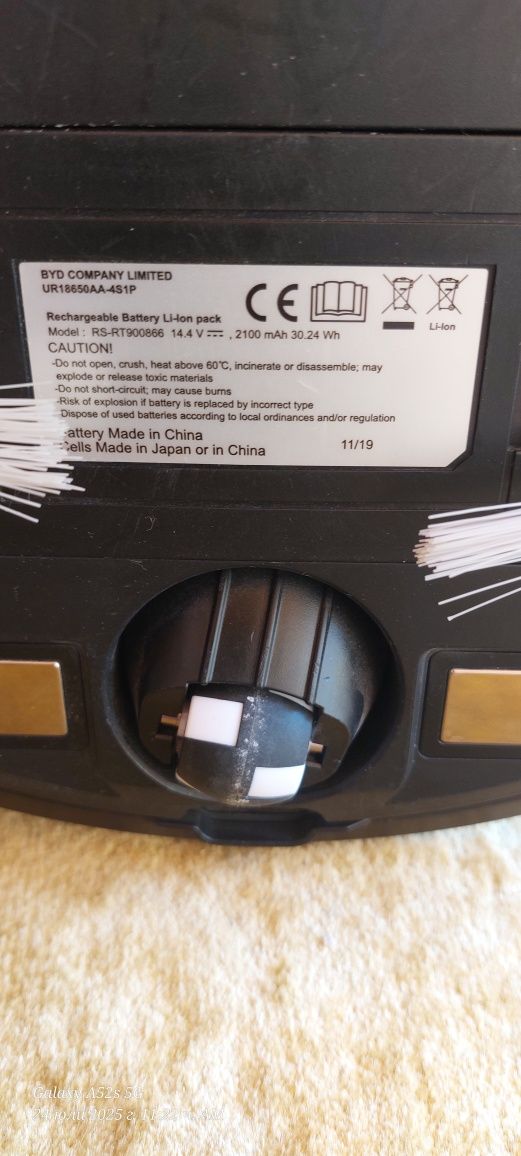 BYD COMPANY LIMITED
UR18650AA-4S1P
CE
Li-Ion
Rechargeable Battery Li-Ion pack
Model : RS-RT900866 14.4 V , 2100 mAh 30.24 Wh
CAUTION!
-Do not open, crush, heat above 60℃, incinerate or disassemble; may
explode or release toxic materials
-Do not short-circuit; may cause burns
-Risk of explosion if battery is replaced by incorrect type
Dispose of used batteries according to local ordinances and/or regulation
Battery Made in China
Cells Made in Japan or in China
11/19
Galaxy A52s 5G